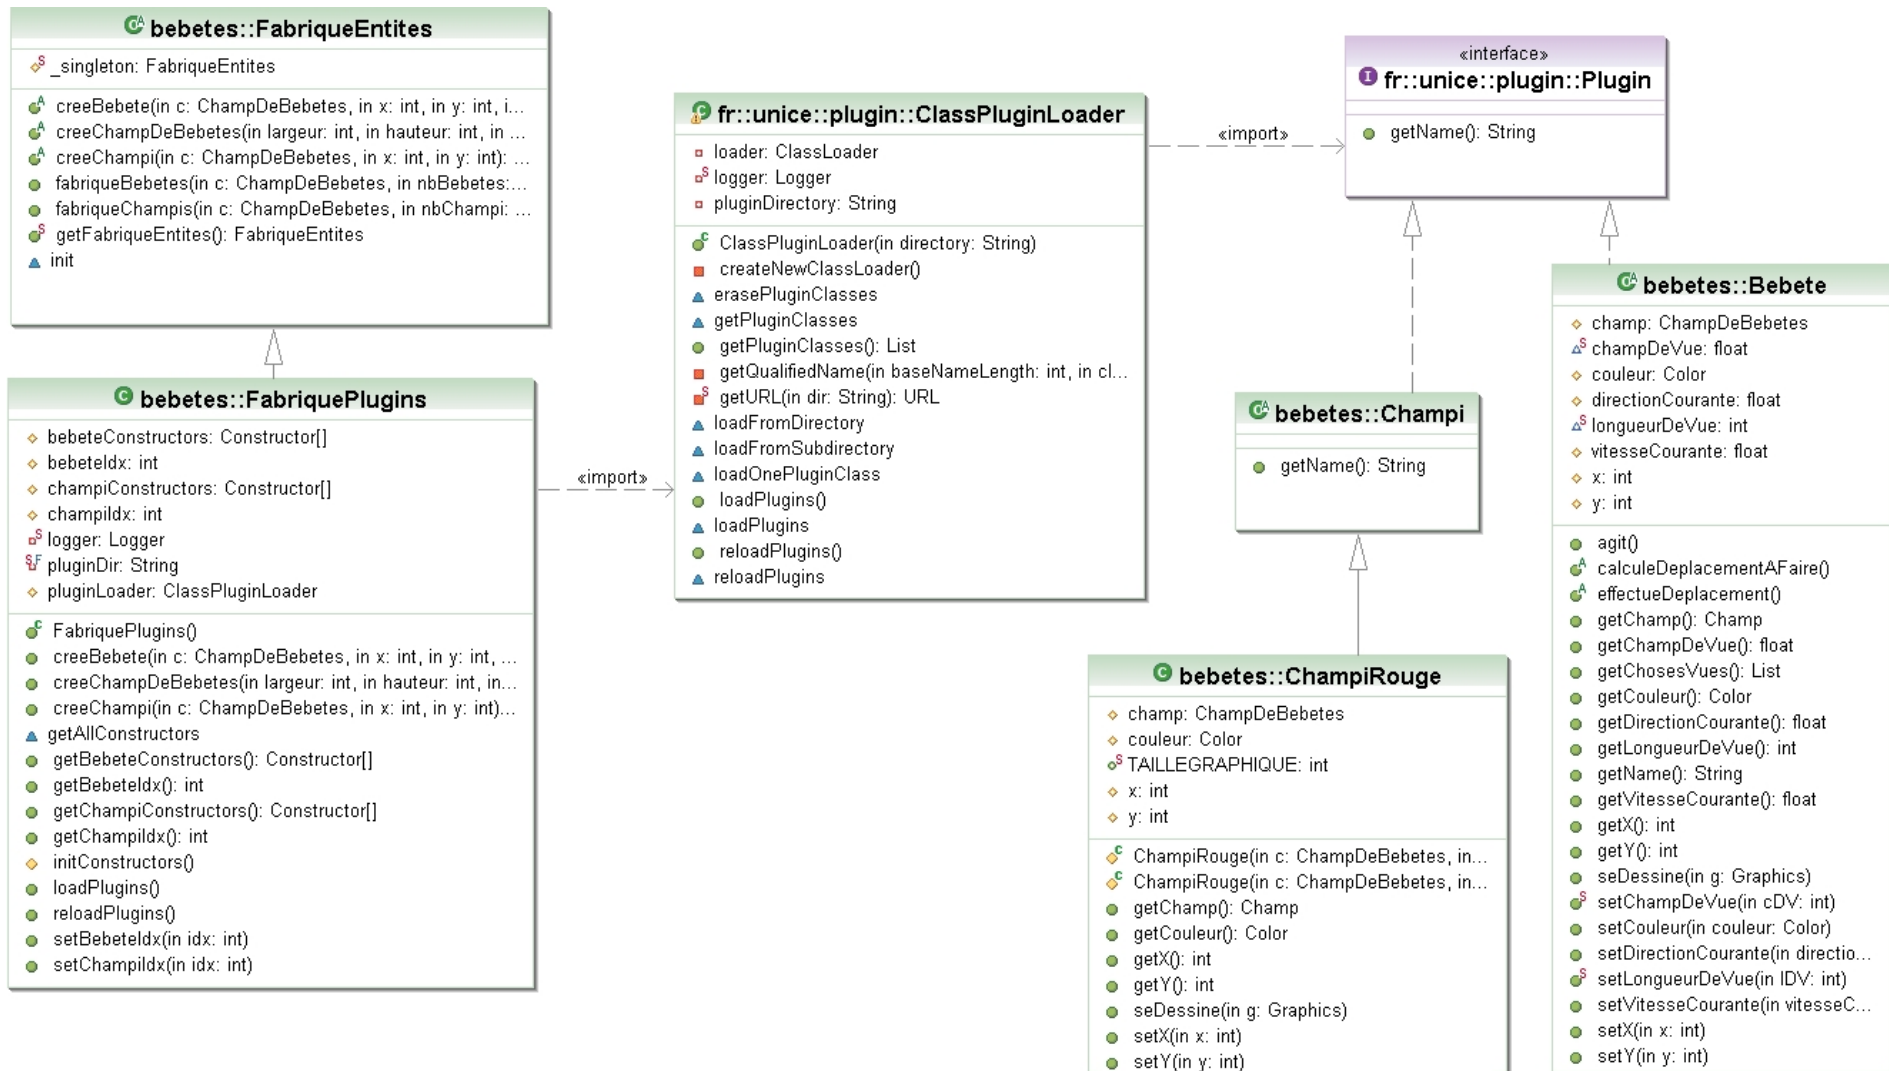 bebetes::FabriqueEntites
_singleton: FabriqueEntites
creeBebete(in c: ChampDeBebetes, in x: int, in y: int, i...
creeChampDeBebetes(in largeur: int, in hauteur: int, in ...
creeChampi(in c: ChampDeBebetes, in x: int, in y: int): ...
fabriqueBebetes(in c: ChampDeBebetes, in nbBebetes:...
fabriqueChampis(in c: ChampDeBebetes, in nbChampi: ...
getFabriqueEntites(): FabriqueEntites
init
bebetes::FabriquePlugins
bebeteConstructors: Constructor[]
bebeteIdx: int
champiConstructors: Constructor[]
champiIdx: int
logger: Logger
pluginDir: String
pluginLoader: ClassPluginLoader
FabriquePlugins()
creeBebete(in c: ChampDeBebetes, in x: int, in y: int, ...
creeChampDeBebetes(in largeur: int, in hauteur: int, in...
creeChampi(in c: ChampDeBebetes, in x: int, in y: int)...
getAllConstructors
getBebeteConstructors(): Constructor[]
getBebeteIdx(): int
getChampiConstructors(): Constructor[]
getChampiIdx(): int
initConstructors()
loadPlugins()
reloadPlugins()
setBebeteIdx(in idx: int)
setChampiIdx(in idx: int)
«import»
fr::unice::plugin::ClassPluginLoader
loader: ClassLoader
logger: Logger
pluginDirectory: String
ClassPluginLoader(in directory: String)
createNewClassLoader()
erasePluginClasses
getPluginClasses
getPluginClasses(): List
getQualifiedName(in baseNameLength: int, in cl...
getURL(in dir: String): URL
loadFromDirectory
loadFromSubdirectory
loadOnePluginClass
loadPlugins()
loadPlugins
reloadPlugins()
reloadPlugins
«import»
«interface»
fr::unice::plugin::Plugin
getName(): String
bebetes::Champi
getName(): String
bebetes::ChampiRouge
champ: ChampDeBebetes
couleur: Color
TAILLEGRAPHIQUE: int
x: int
y: int
ChampiRouge(in c: ChampDeBebetes, in...
ChampiRouge(in c: ChampDeBebetes, in...
getChamp(): Champ
getCouleur(): Color
getX(): int
getY(): int
seDessine(in g: Graphics)
setX(in x: int)
setY(in y: int)
bebetes::Bebete
champ: ChampDeBebetes
champDeVue: float
couleur: Color
directionCourante: float
longueurDeVue: int
vitesseCourante: float
x: int
y: int
agit()
calculeDeplacementAFaire()
effectueDeplacement()
getChamp(): Champ
getChampDeVue(): float
getChosesVues(): List
getCouleur(): Color
getDirectionCourante(): float
getLongueurDeVue(): int
getName(): String
getVitesseCourante(): float
getX(): int
getY(): int
seDessine(in g: Graphics)
setChampDeVue(in cDV: int)
setCouleur(in couleur: Color)
setDirectionCourante(in directio...
setLongueurDeVue(in lDV: int)
setVitesseCourante(in vitesseC...
setX(in x: int)
setY(in y: int)